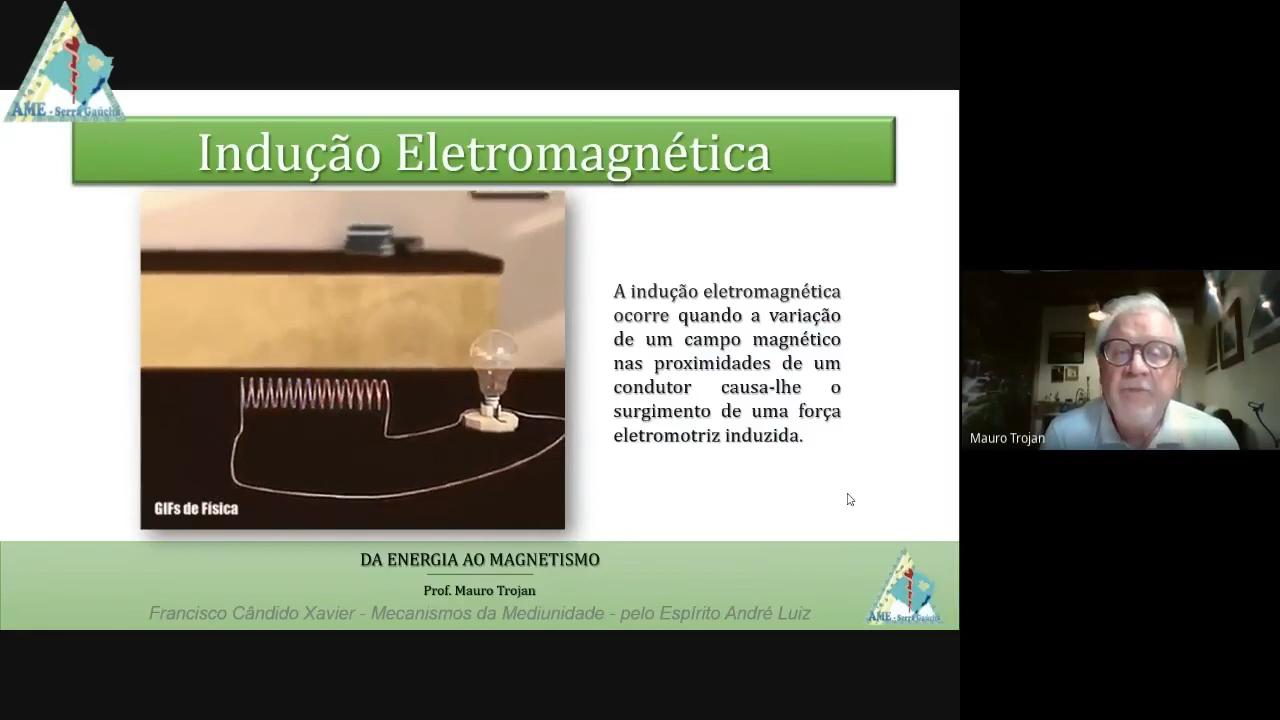 AME - Serra Gaúcha
Indução Eletromagnética
A indução eletromagnética
ocorre quando a variação
de um campo magnético
nas proximidades de um
condutor causa-lhe o
surgimento de uma força
eletromotriz induzida.
GIFs de Física
Mauro Trojan
DA ENERGIA AO MAGNETISMO
Prof. Mauro Trojan
Francisco Cândido Xavier - Mecanismos da Mediunidade - pelo Espírito André Luiz
AME - Serra Gaúcha